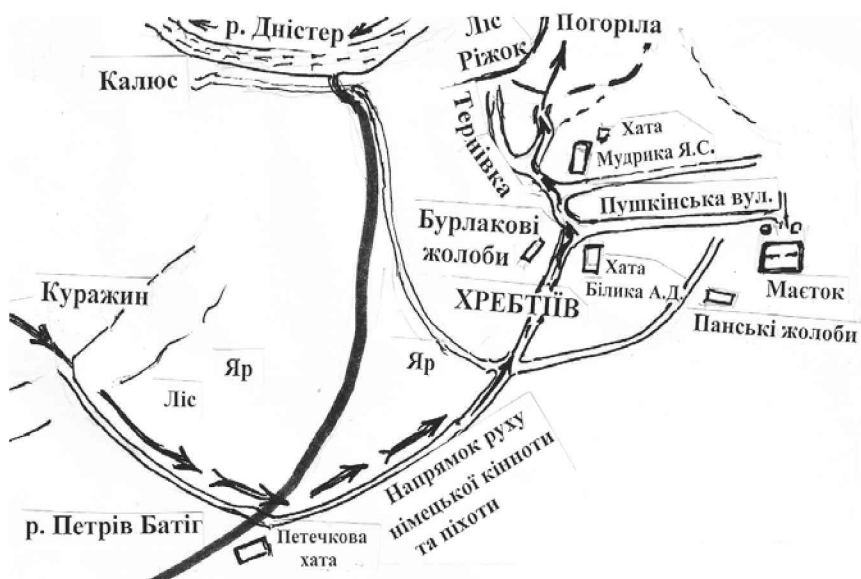 р. Дністер
Калюс
Ліс
Ріжок
Погоріла
Тернівка
Хата
Мудрика Я.С.
Пушкінська вул.
Бурлакові
жолоби
Хата
Білика А.Д.
Маєток
Панські жолоби
ХРЕБТІЇВ
Куражин
Яр
Яр
Ліс
Напрямок руху
німецької кінноти
та піхоти
р. Петрів Батіг
Петечкова
хата